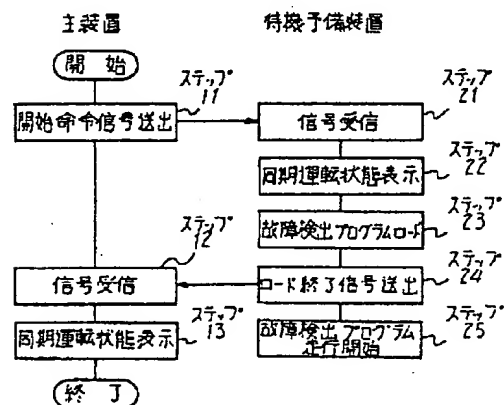 主装置
待機予備装置
開始
ステップ
11
開始命令信号送出
ステップ
21
信号受信
ステップ
22
同期運転状態表示
ステップ
23
故障検出プログラムロード
ステップ
12
信号受信
ステップ
24
ロード終了信号送出
ステップ
13
同期運転状態表示
ステップ
25
故障検出プログラム
走行開始
終了